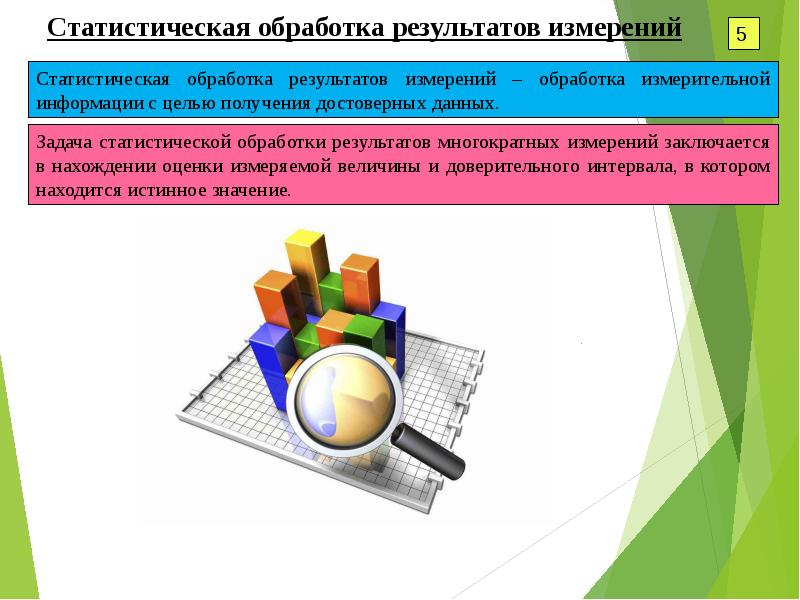 Статистическая обработка результатов измерений
5
Статистическая обработка результатов измерений – обработка измерительной
информации с целью получения достоверных данных.
Задача статистической обработки результатов многократных измерений заключается
в нахождении оценки измеряемой величины и доверительного интервала, в котором
находится истинное значение.